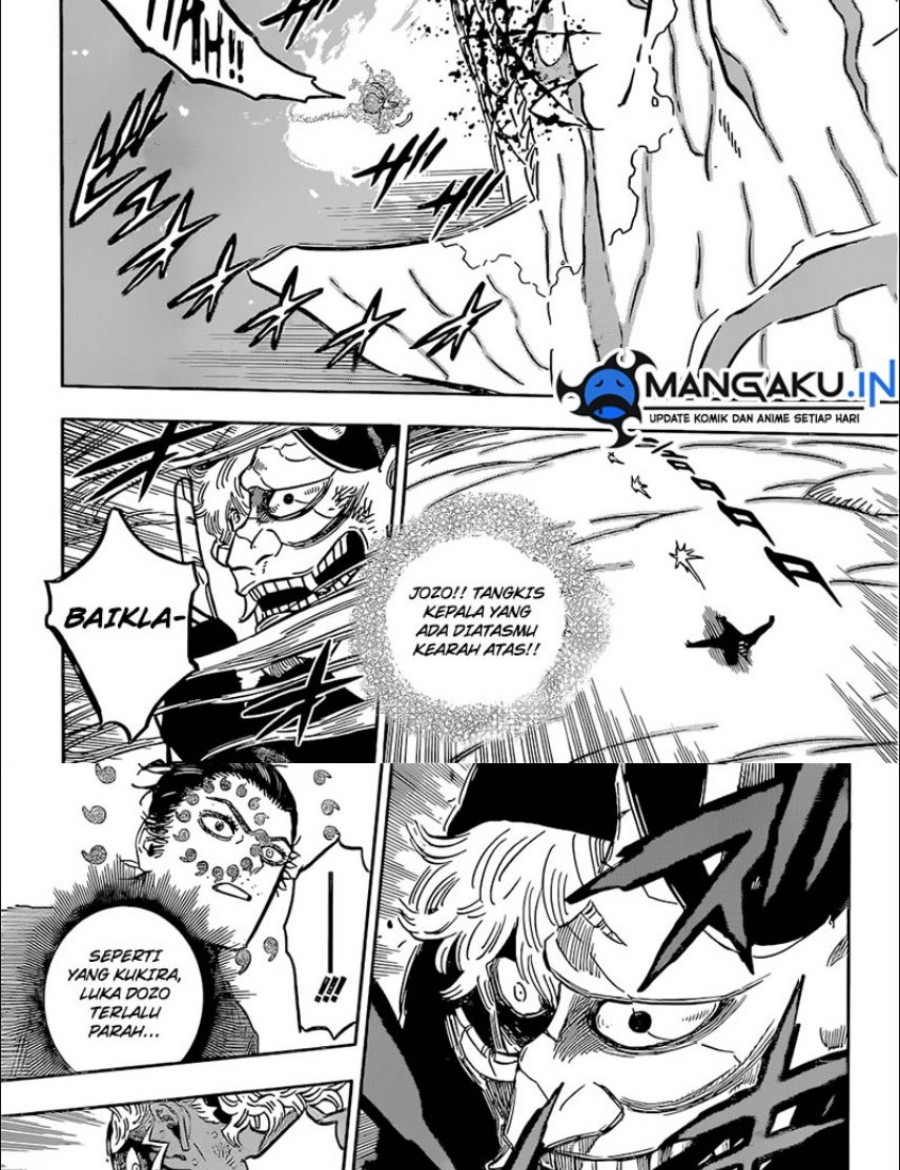 AH!!
MANGAKU.IN
UPDATE KOMIK DAN ANIME SETIAP HARI
JOZO!! TANGKIS
KEPALA YANG
ADA DIATASMU
KEARAH ATAS!!
BAIKLA-
!!!!
SEPERTI
YANG KUKIRA,
LUKA DOZO
TERLALU
PARAH...